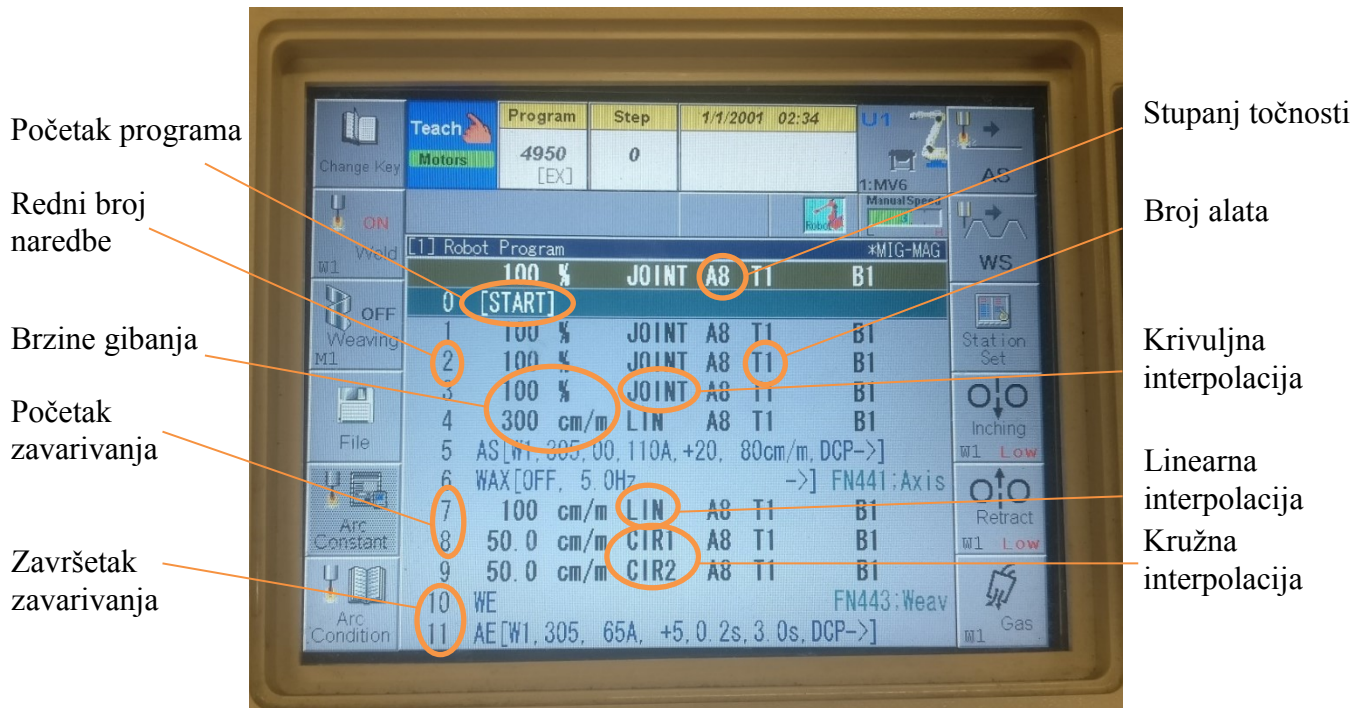 Početak programa
Redni broj
naredbe
Brzine gibanja
Početak
zavarivanja
Završetak
zavarivanja
Change Key
Teach
Motors
Program
4950
[EX]
Step
0
1/1/2001 02:34
U1
1:MV6
AS
ON
Weld
W1
Robot
Manual Speed
WS
[1] Robot Program *MIG-MAG
100 % JOINT A8 T1 B1
0 [START]
1 100 % JOINT A8 T1 B1
2 100 % JOINT A8 T1 B1
3 100 % JOINT A8 T1 B1
4 300 cm/m LIN A8 T1 B1
5 AS[W1,305,00,110A,+20, 80cm/m,DCP->]
6 WAX[OFF, 5.0Hz ->] FN441;Axis
7 100 cm/m LIN A8 T1 B1
8 50.0 cm/m CIR1 A8 T1 B1
9 50.0 cm/m CIR2 A8 T1 B1
10 WE FN443;Weav
11 AE[W1,305, 65A, +5,0.2s,3.0s,DCP->]
OFF
Weaving
M1
File
Arc
Constant
Arc
Condition
Station
Set
Inching
W1 Low
Retract
W1 Low
Gas
W1
Stupanj točnosti
Broj alata
Krivuljna
interpolacija
Linearna
interpolacija
Kružna
interpolacija